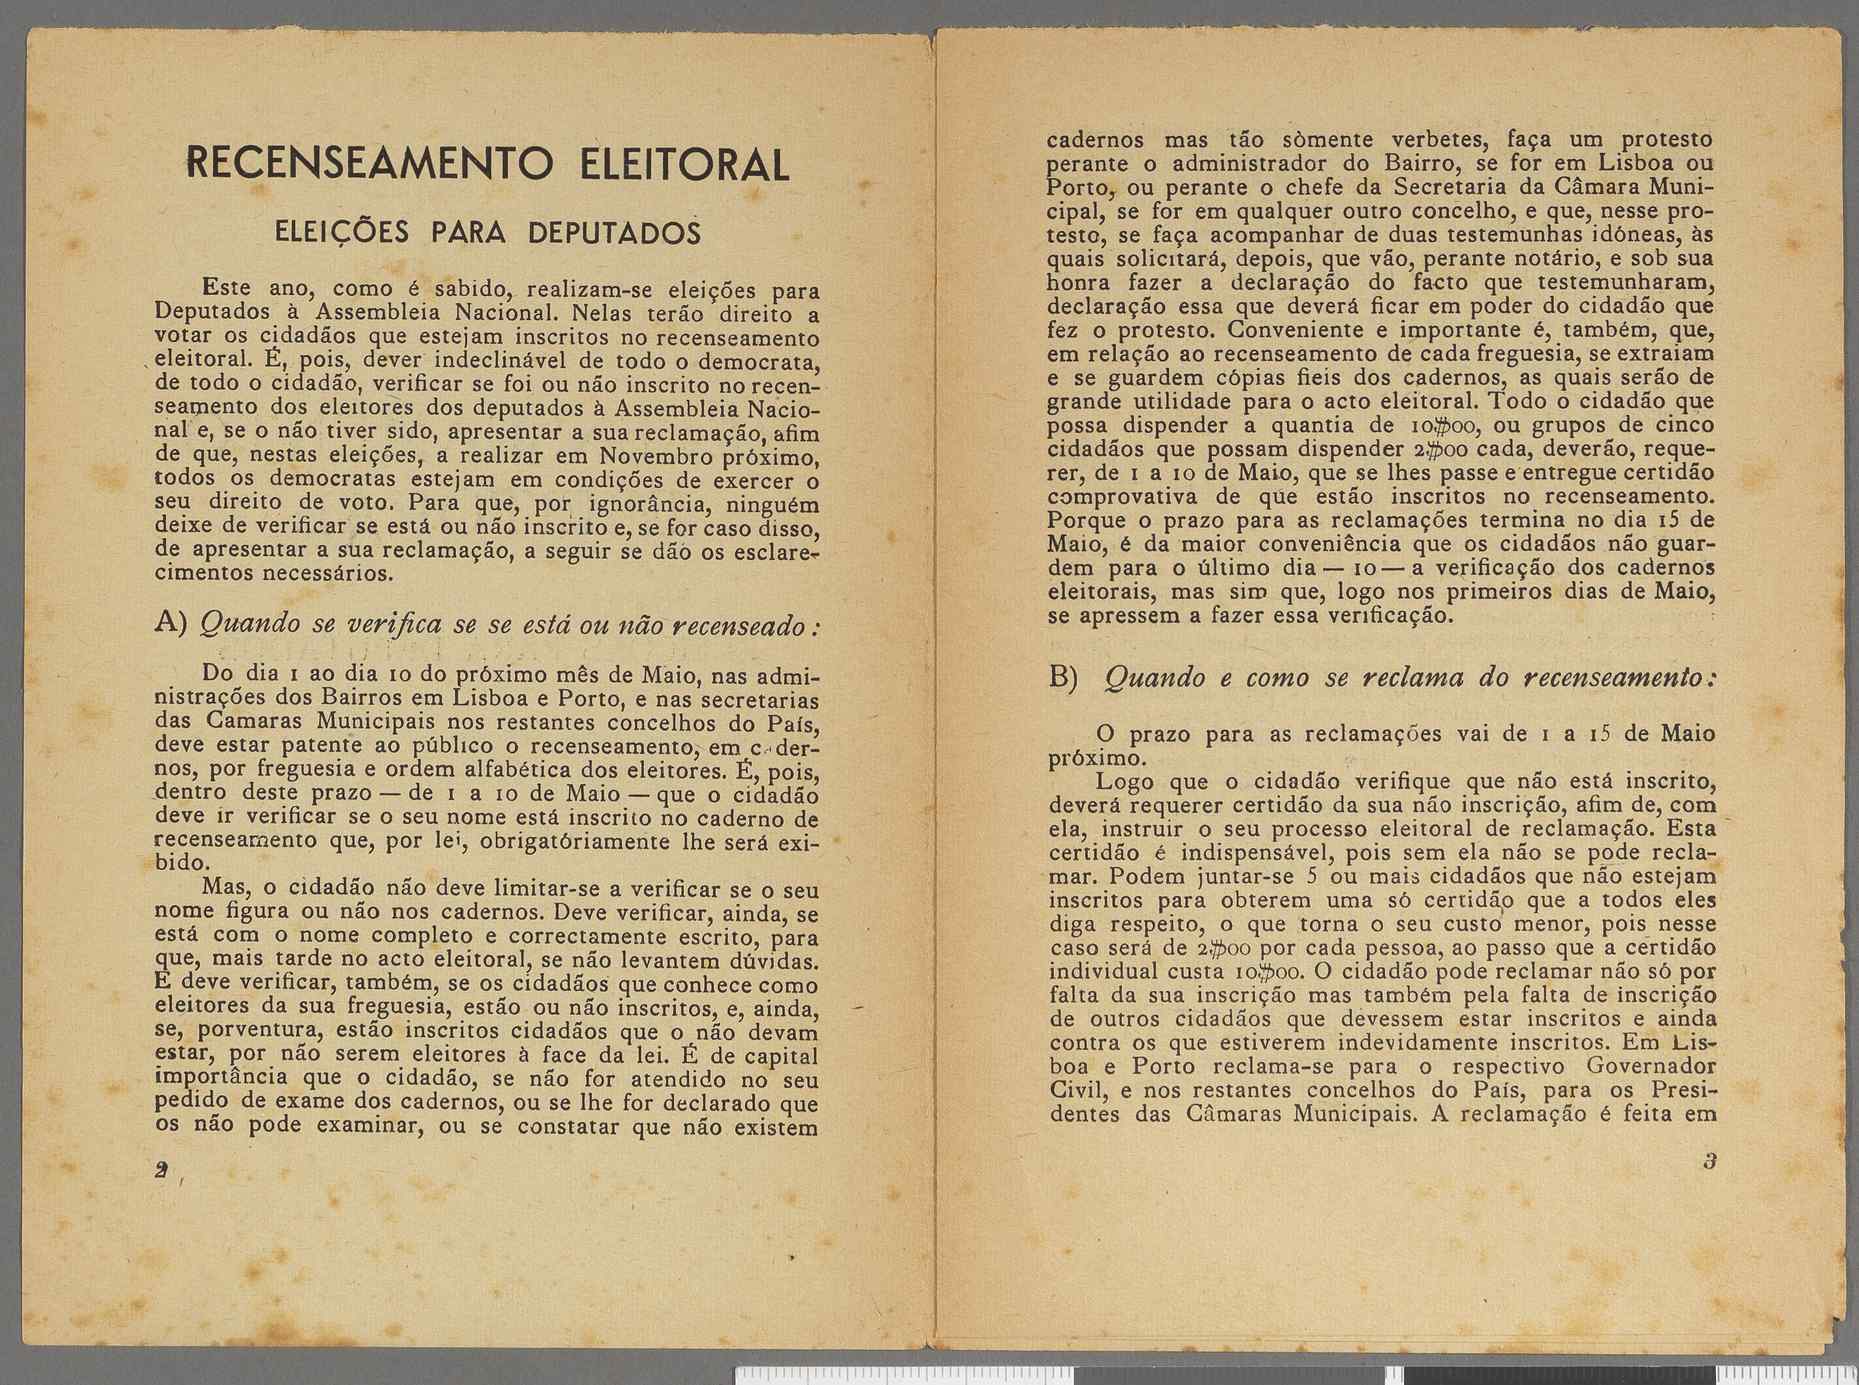 RECENSEAMENTO ELEITORAL
ELEIÇÕES PARA DEPUTADOS
Este ano, como é sabido, realizam-se eleições para
Deputados à Assembleia Nacional. Nelas terão direito a
votar os cidadãos que estejam inscritos no recenseamento
eleitoral. É, pois, dever indeclinável de todo o democrata,
de todo o cidadão, verificar se foi ou não inscrito no recen-
seamento dos eleitores dos deputados à Assembleia Nacio-
nal e, se o não tiver sido, apresentar a sua reclamação, afim
de que, nestas eleições, a realizar em Novembro próximo,
todos os democratas estejam em condições de exercer o
seu direito de voto. Para que, por ignorância, ninguém
deixe de verificar se está ou não inscrito e, se for caso disso,
de apresentar a sua reclamação, a seguir se dão os esclare-
cimentos necessários.
A) Quando se verifica se se está ou não recenseado :
Do dia 1 ao dia 10 do próximo mês de Maio, nas admi-
nistrações dos Bairros em Lisboa e Porto, e nas secretarias
das Camaras Municipais nos restantes concelhos do País,
deve estar patente ao público o recenseamento, em cader-
nos, por freguesia e ordem alfabética dos eleitores. É, pois,
dentro deste prazo — de 1 a 10 de Maio — que o cidadão
deve ir verificar se o seu nome está inscrito no caderno de
recenseamento que, por lei, obrigatóriamente lhe será exi-
bido.
Mas, o cidadão não deve limitar-se a verificar se o seu
nome figura ou não nos cadernos. Deve verificar, ainda, se
está com o nome completo e correctamente escrito, para
que, mais tarde no acto eleitoral, se não levantem dúvidas.
E deve verificar, também, se os cidadãos que conhece como
eleitores da sua freguesia, estão ou não inscritos, e, ainda,
se, porventura, estão inscritos cidadãos que o não devam
estar, por não serem eleitores à face da lei. É de capital
importância que o cidadão, se não for atendido no seu
pedido de exame dos cadernos, ou se lhe for declarado que
os não pode examinar, ou se constatar que não existem
2
cadernos mas tão sòmente verbetes, faça um protesto
perante o administrador do Bairro, se for em Lisboa ou
Porto, ou perante o chefe da Secretaria da Câmara Muni-
cipal, se for em qualquer outro concelho, e que, nesse pro-
testo, se faça acompanhar de duas testemunhas idóneas, às
quais solicitará, depois, que vão, perante notário, e sob sua
honra fazer a declaração do facto que testemunharam,
declaração essa que deverá ficar em poder do cidadão que
fez o protesto. Conveniente e importante é, também, que,
em relação ao recenseamento de cada freguesia, se extraiam
e se guardem cópias fieis dos cadernos, as quais serão de
grande utilidade para o acto eleitoral. Todo o cidadão que
possa dispender a quantia de 10$00, ou grupos de cinco
cidadãos que possam dispender 2$00 cada, deverão, reque-
rer, de 1 a 10 de Maio, que se lhes passe e entregue certidão
comprovativa de que estão inscritos no recenseamento.
Porque o prazo para as reclamações termina no dia 15 de
Maio, é da maior conveniência que os cidadãos não guar-
dem para o último dia — 10 — a verificação dos cadernos
eleitorais, mas sim que, logo nos primeiros dias de Maio,
se apressem a fazer essa verificação.
B) Quando e como se reclama do recenseamento :
O prazo para as reclamações vai de 1 a 15 de Maio
próximo.
Logo que o cidadão verifique que não está inscrito,
deverá requerer certidão da sua não inscrição, afim de, com
ela, instruir o seu processo eleitoral de reclamação. Esta
certidão é indispensável, pois sem ela não se pode recla-
mar. Podem juntar-se 5 ou mais cidadãos que não estejam
inscritos para obterem uma só certidão que a todos eles
diga respeito, o que torna o seu custo menor, pois nesse
caso será de 2$00 por cada pessoa, ao passo que a certidão
individual custa 10$00. O cidadão pode reclamar não só por
falta da sua inscrição mas também pela falta de inscrição
de outros cidadãos que devessem estar inscritos e ainda
contra os que estiverem indevidamente inscritos. Em Lis-
boa e Porto reclama-se para o respectivo Governador
Civil, e nos restantes concelhos do País, para os Presi-
dentes das Câmaras Municipais. A reclamação é feita em
3